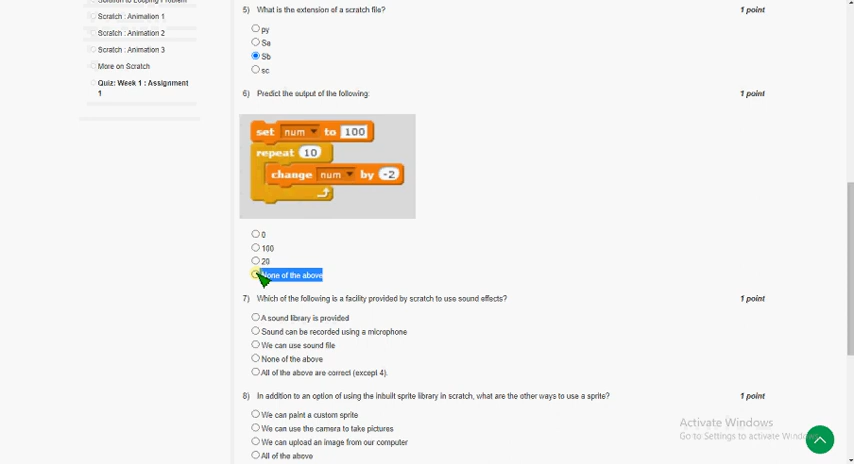 Solution to Looping Problem
Scratch : Animation 1
Scratch : Animation 2
Scratch : Animation 3
More on Scratch
Quiz: Week 1 : Assignment
1
5) What is the extension of a scratch file? 1 point
py
Sa
Sb
sc
6) Predict the output of the following: 1 point
set num to 100
repeat 10
change num by -2
0
100
20
None of the above
7) Which of the following is a facility provided by scratch to use sound effects? 1 point
A sound library is provided
Sound can be recorded using a microphone
We can use sound file
None of the above
All of the above are correct (except 4).
8) In addition to an option of using the inbuilt sprite library in scratch, what are the other ways to use a sprite? 1 point
We can paint a custom sprite
We can use the camera to take pictures
We can upload an image from our computer
All of the above
Activate Windows
Go to Settings to activate Windows